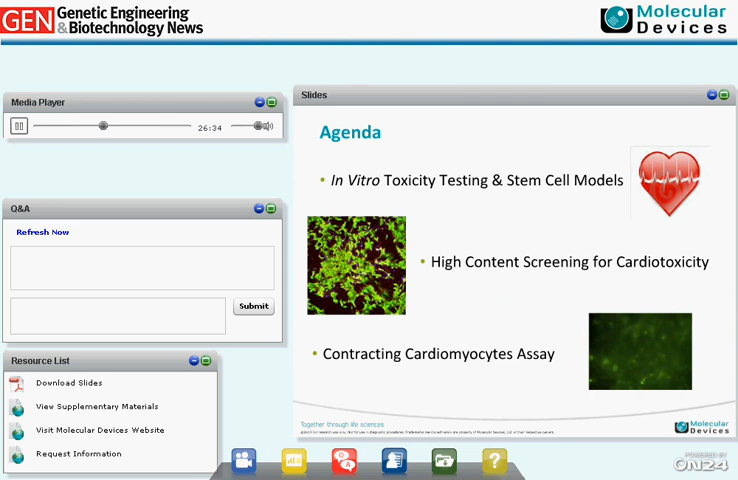 GEN Genetic Engineering
&Biotechnology News
Molecular
Devices
Media Player
26:34
Q&A
Refresh Now
Submit
Resource List
Download Slides
View Supplementary Materials
Visit Molecular Devices Website
Request Information
Slides
Agenda
• In Vitro Toxicity Testing & Stem Cell Models
• High Content Screening for Cardiotoxicity
• Contracting Cardiomyocytes Assay
Together through life sciences
Molecular
Devices
Q
A
?
POWERED BY
ON24